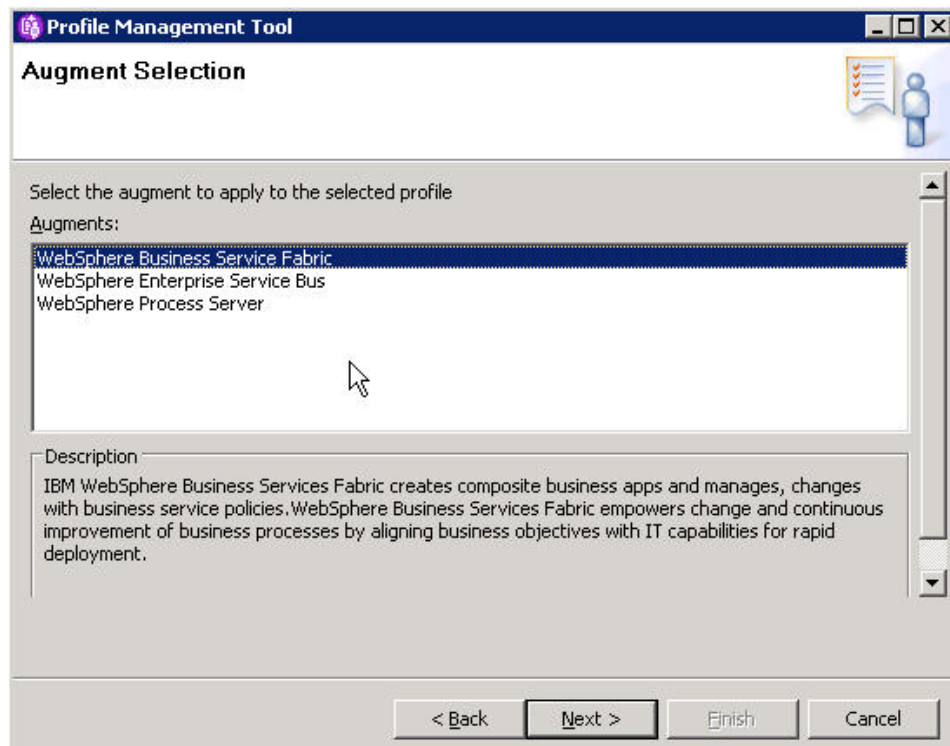 Profile Management Tool
Augment Selection
Select the augment to apply to the selected profile
Augments:
WebSphere Business Service Fabric
WebSphere Enterprise Service Bus
WebSphere Process Server
Description
IBM WebSphere Business Services Fabric creates composite business apps and manages, changes
with business service policies.WebSphere Business Services Fabric empowers change and continuous
improvement of business processes by aligning business objectives with IT capabilities for rapid
deployment.
< Back Next > Finish Cancel